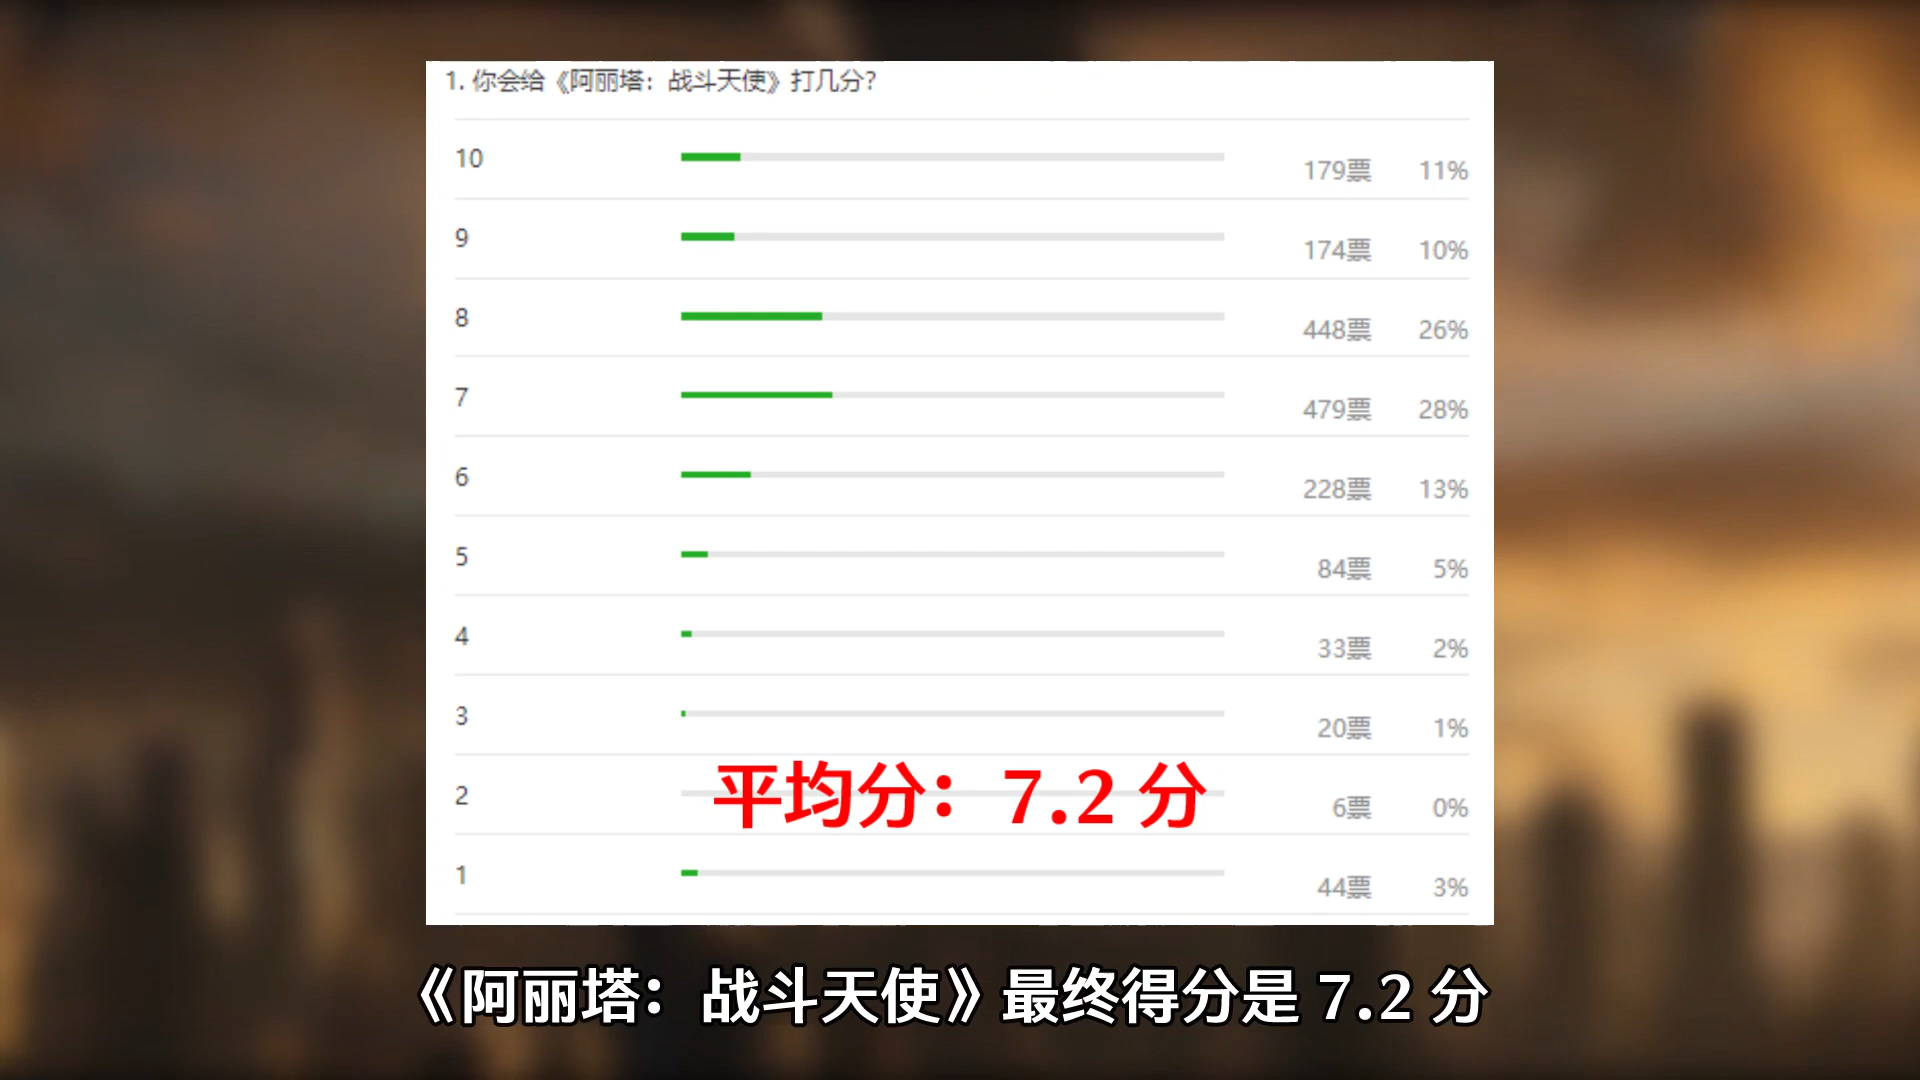 1. 你会给《阿丽塔：战斗天使》打几分？
10 179票 11%
9 174票 10%
8 448票 26%
7 479票 28%
6 228票 13%
5 84票 5%
4 33票 2%
3 20票 1%
平均分：7.2 分
2 6票 0%
1 44票 3%
《阿丽塔：战斗天使》最终得分是 7.2 分